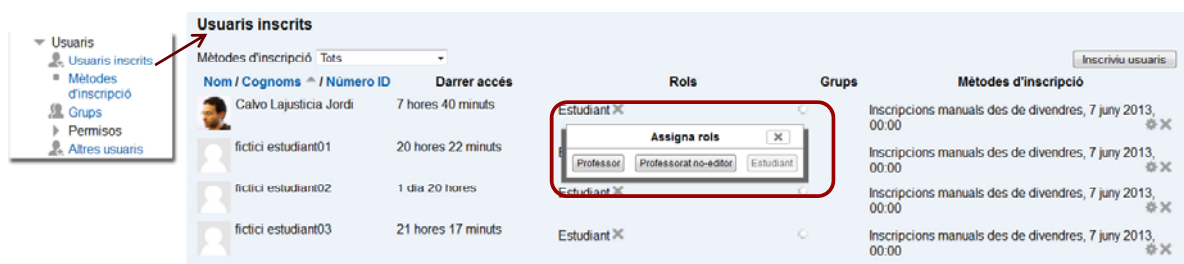 Usuaris
Usuaris inscrits
Mètodes
d'inscripció
Grups
Permisos
Altres usuaris
Usuaris inscrits
Mètodes d'inscripció Tots
Inscriviu usuaris
Nom / Cognoms / Número ID Darrer accés Rols Grups Mètodes d'inscripció
Calvo Lajusticia Jordi 7 hores 40 minuts Estudiant Inscripcions manuals des de divendres, 7 juny 2013,
00:00
Assigna rols
Professor Professorat no-editor Estudiant
fictici estudiant01 20 hores 22 minuts Inscripcions manuals des de divendres, 7 juny 2013,
00:00
fictici estudiant02 1 dia 20 hores Estudiant Inscripcions manuals des de divendres, 7 juny 2013,
00:00
fictici estudiant03 21 hores 17 minuts Estudiant Inscripcions manuals des de divendres, 7 juny 2013,
00:00